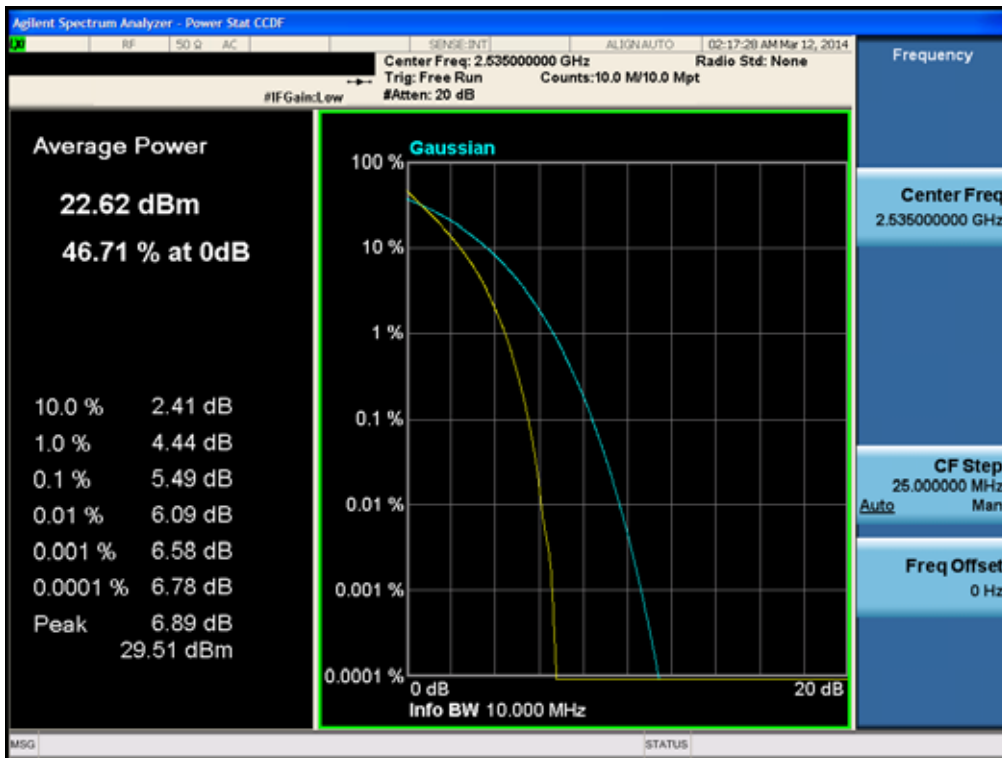 Agilent Spectrum Analyzer - Power Stat CCDF
LXI RF 50 Ω AC SENSE:INT ALIGN AUTO 02:17:28 AM Mar 12, 2014
Center Freq: 2.535000000 GHz Radio Std: None
Trig: Free Run Counts:10.0 M/10.0 Mpt
#IFGain:Low #Atten: 20 dB
Average Power
22.62 dBm
46.71 % at 0dB
10.0 % 2.41 dB
1.0 % 4.44 dB
0.1 % 5.49 dB
0.01 % 6.09 dB
0.001 % 6.58 dB
0.0001 % 6.78 dB
Peak 6.89 dB
29.51 dBm
Gaussian
100 %
10 %
1 %
0.1 %
0.01 %
0.001 %
0.0001 %
0 dB 20 dB
Info BW 10.000 MHz
Frequency
Center Freq
2.535000000 GHz
CF Step
25.000000 MHz
Auto Man
Freq Offset
0 Hz
MSG STATUS